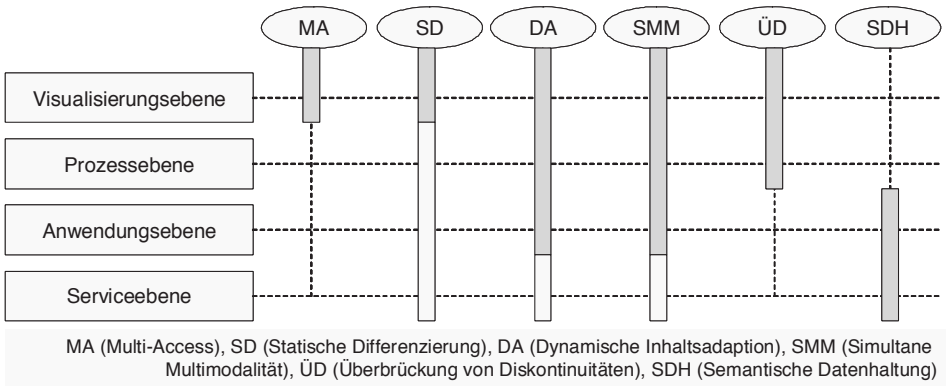 MA SD DA SMM ÜD SDH
Visualisierungsebene
Prozessebene
Anwendungsebene
Serviceebene
MA (Multi-Access), SD (Statische Differenzierung), DA (Dynamische Inhaltsadaption), SMM (Simultane
Multimodalität), ÜD (Überbrückung von Diskontinuitäten), SDH (Semantische Datenhaltung)